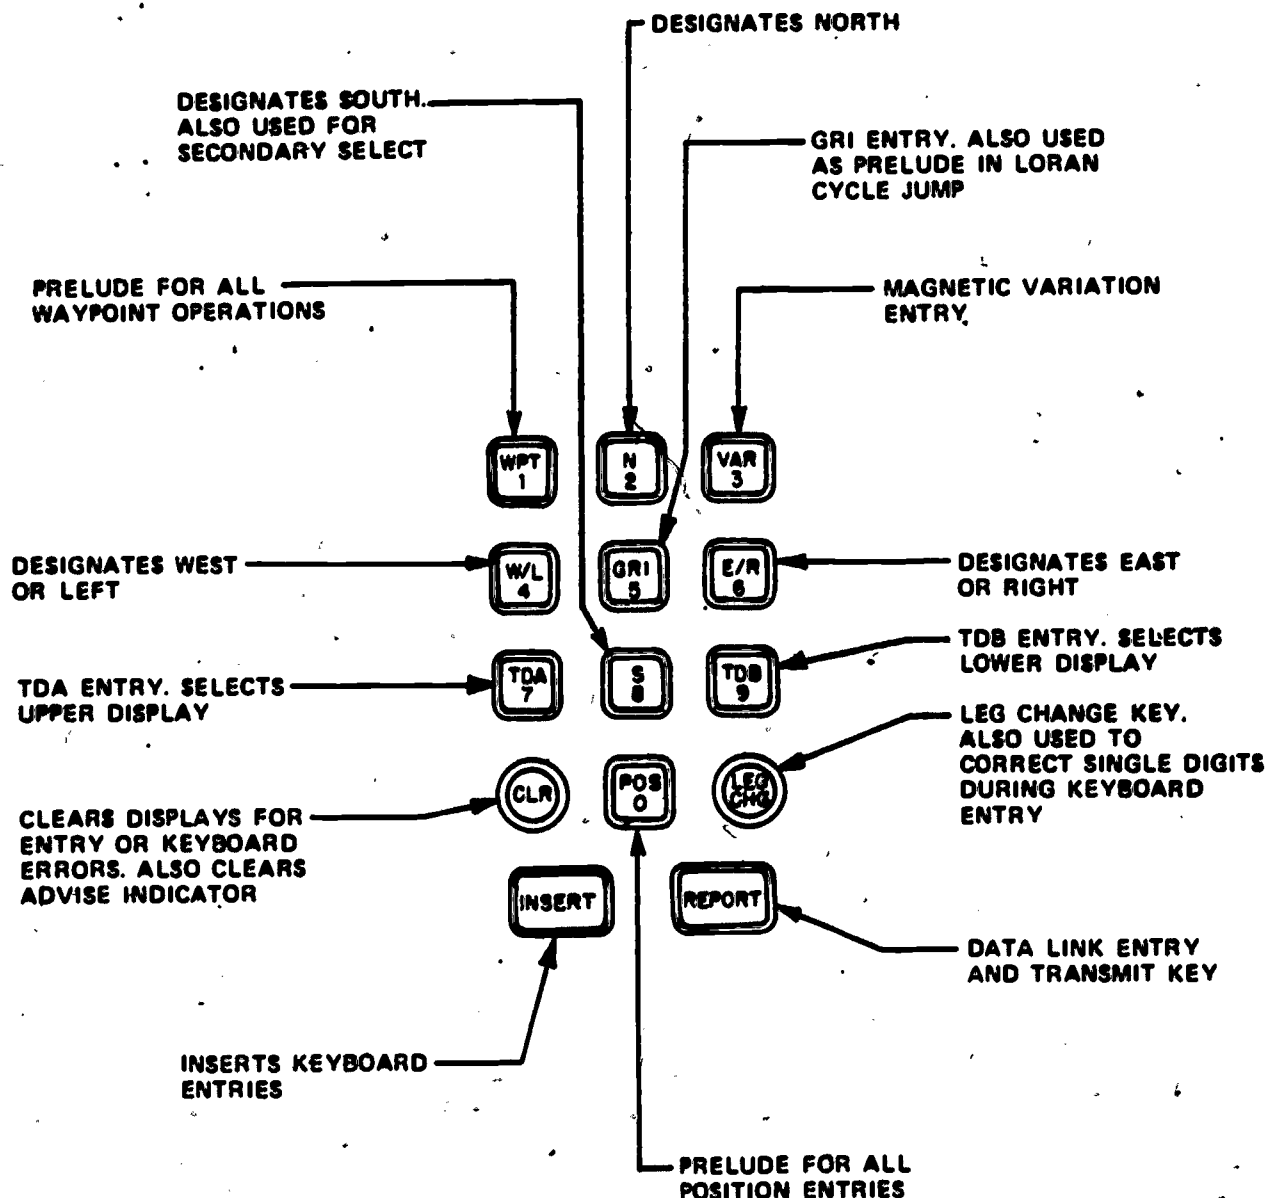 DESIGNATES NORTH
DESIGNATES SOUTH.
ALSO USED FOR
SECONDARY SELECT
GRI ENTRY. ALSO USED
AS PRELUDE IN LORAN
CYCLE JUMP
PRELUDE FOR ALL
WAYPOINT OPERATIONS
MAGNETIC VARIATION
ENTRY
WPT
1
N
2
VAR
3
DESIGNATES WEST
OR LEFT
W/L
4
GRI
5
E/R
6
DESIGNATES EAST
OR RIGHT
TDA ENTRY. SELECTS
UPPER DISPLAY
TDA
7
S
8
TDB
9
TDB ENTRY. SELECTS
LOWER DISPLAY
LEG CHANGE KEY.
ALSO USED TO
CORRECT SINGLE DIGITS
DURING KEYBOARD
ENTRY
CLR
POS
0
LEG
CHG
CLEARS DISPLAYS FOR
ENTRY OR KEYBOARD
ERRORS. ALSO CLEARS
ADVISE INDICATOR
INSERT
REPORT
DATA LINK ENTRY
AND TRANSMIT KEY
INSERTS KEYBOARD
ENTRIES
PRELUDE FOR ALL
POSITION ENTRIES